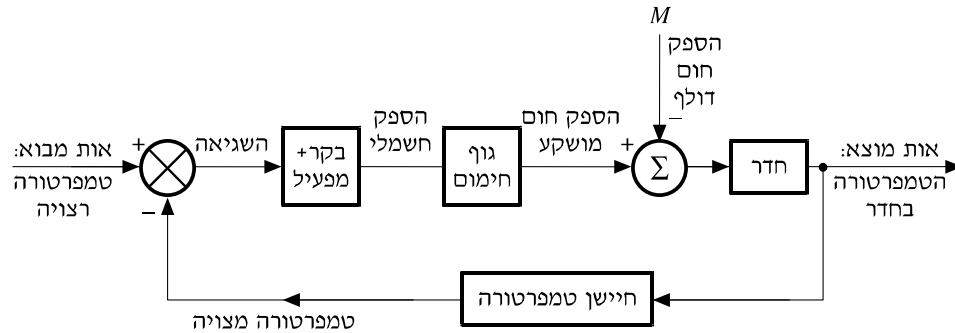 M
הספק
חום
דולף
−
אות מבוא:
טמפרטורה
רצויה
+
−
השגיאה
בקר+
מפעיל
הספק
חשמלי
גוף
חימום
הספק חום
מושקע
+
Σ
חדר
אות מוצא:
הטמפרטורה
בחדר
חיישן טמפרטורה
טמפרטורה מצויה